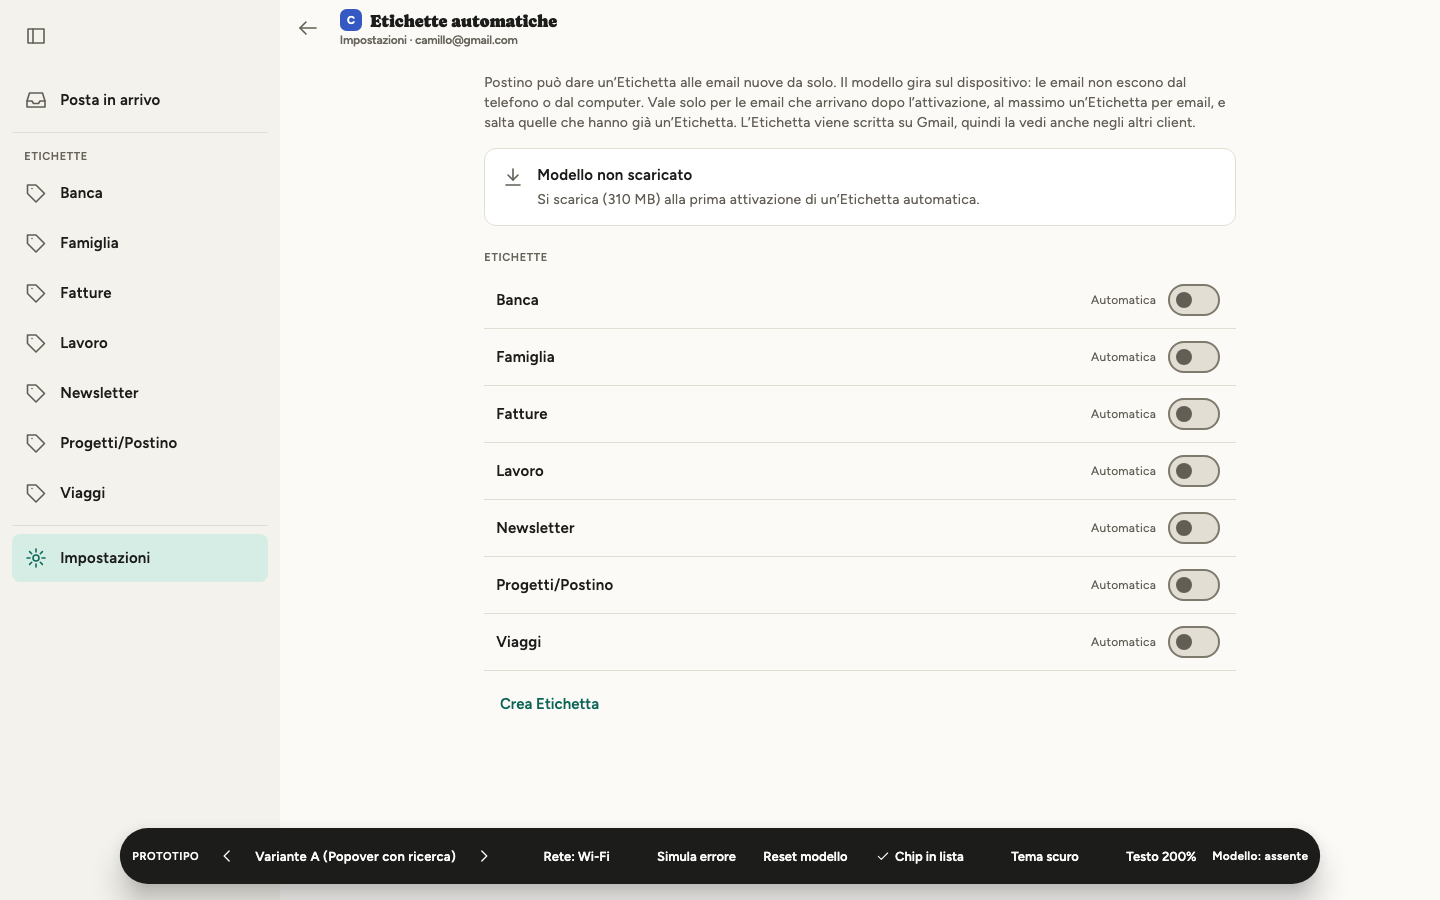 Posta in arrivo
ETICHETTE
Banca
Famiglia
Fatture
Lavoro
Newsletter
Progetti/Postino
Viaggi
Impostazioni
C
Etichette automatiche
Impostazioni · camillo@gmail.com
Postino può dare un’Etichetta alle email nuove da solo. Il modello gira sul dispositivo: le email non escono dal
telefono o dal computer. Vale solo per le email che arrivano dopo l’attivazione, al massimo un’Etichetta per email, e
salta quelle che hanno già un’Etichetta. L’Etichetta viene scritta su Gmail, quindi la vedi anche negli altri client.
Modello non scaricato
Si scarica (310 MB) alla prima attivazione di un’Etichetta automatica.
ETICHETTE
Banca Automatica
Famiglia Automatica
Fatture Automatica
Lavoro Automatica
Newsletter Automatica
Progetti/Postino Automatica
Viaggi Automatica
Crea Etichetta
PROTOTIPO Variante A (Popover con ricerca) Rete: Wi-Fi Simula errore Reset modello Chip in lista Tema scuro Testo 200% Modello: assente